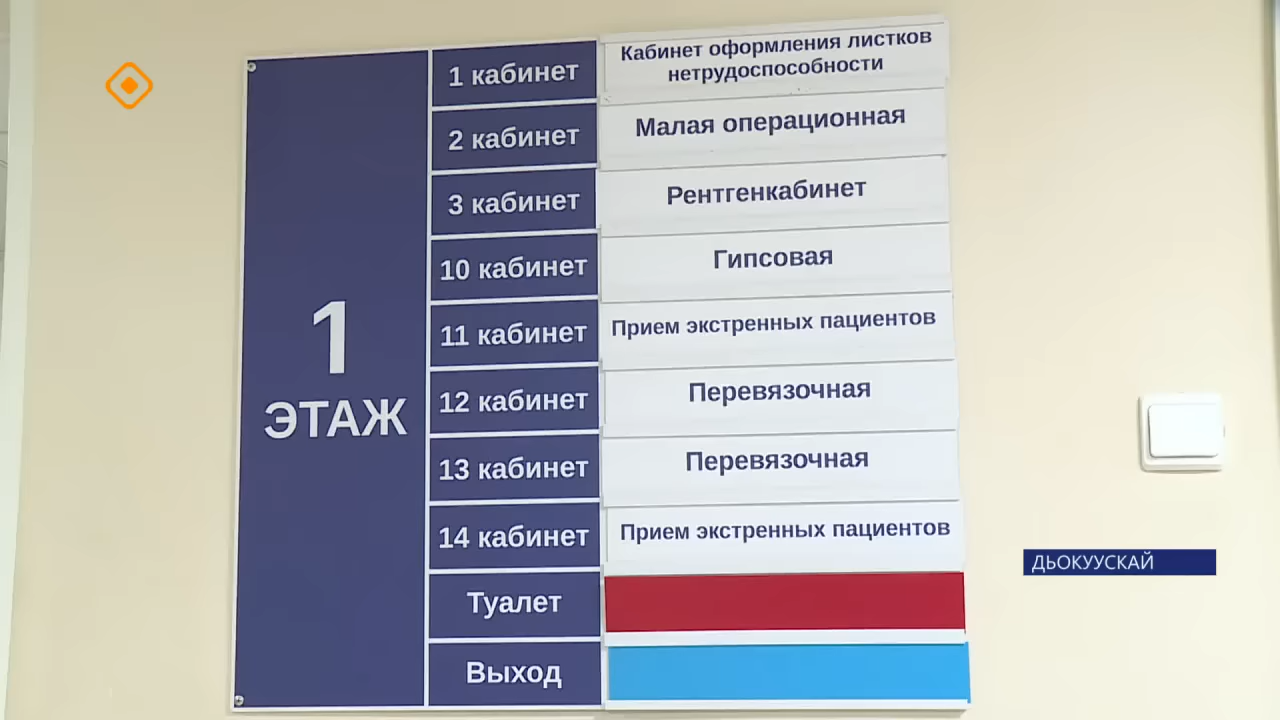 1 ЭТАЖ
1 кабинет
Кабинет оформления листков
нетрудоспособности
2 кабинет
Малая операционная
3 кабинет
Рентгенкабинет
10 кабинет
Гипсовая
11 кабинет
Прием экстренных пациентов
12 кабинет
Перевязочная
13 кабинет
Перевязочная
14 кабинет
Прием экстренных пациентов
Туалет
Выход
ДЬОКУУСКАЙ